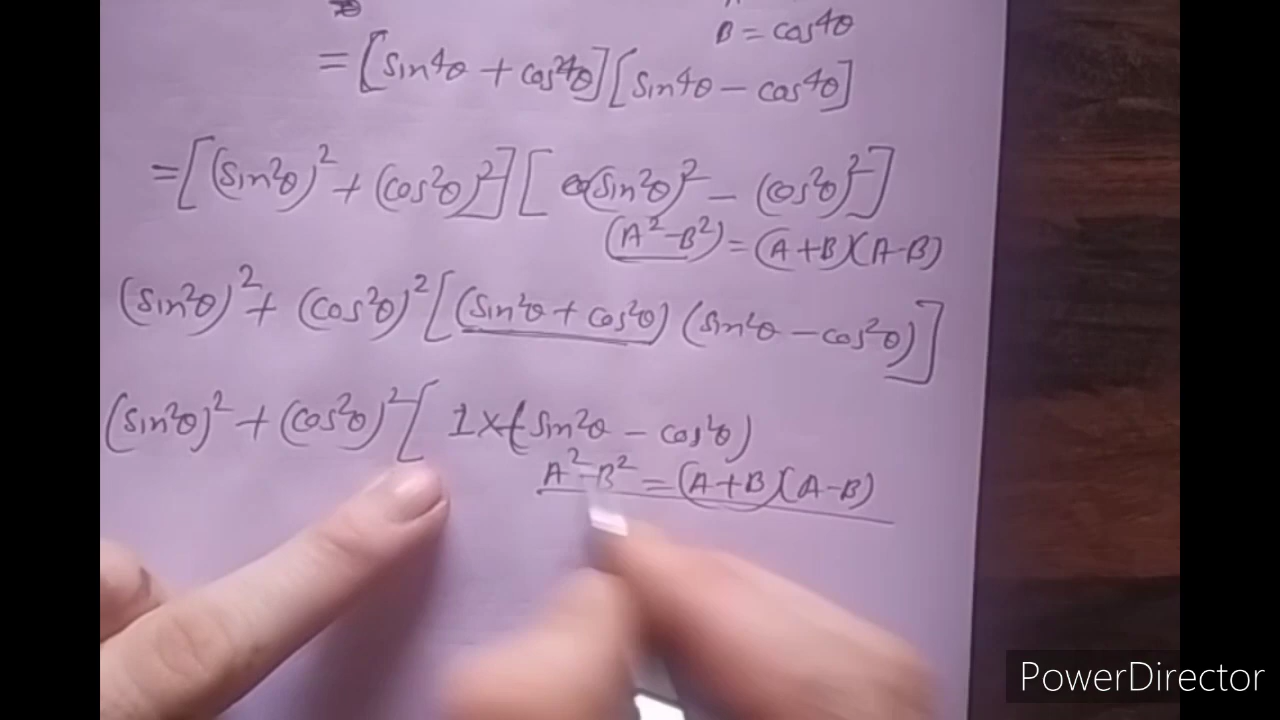 B = cos⁴θ
= [sin⁴θ + cos⁴θ] [sin⁴θ − cos⁴θ]
= [(sin²θ)² + (cos²θ)²] [(sin²θ)² − (cos²θ)²]
(A² − B²) = (A+B)(A−B)
(sin²θ)² + (cos²θ)² [(sin²θ + cos²θ) (sin²θ − cos²θ)]
(sin²θ)² + (cos²θ)² [ 1 × (sin²θ − cos²θ)
A² − B² = (A+B)(A−B)
PowerDirector